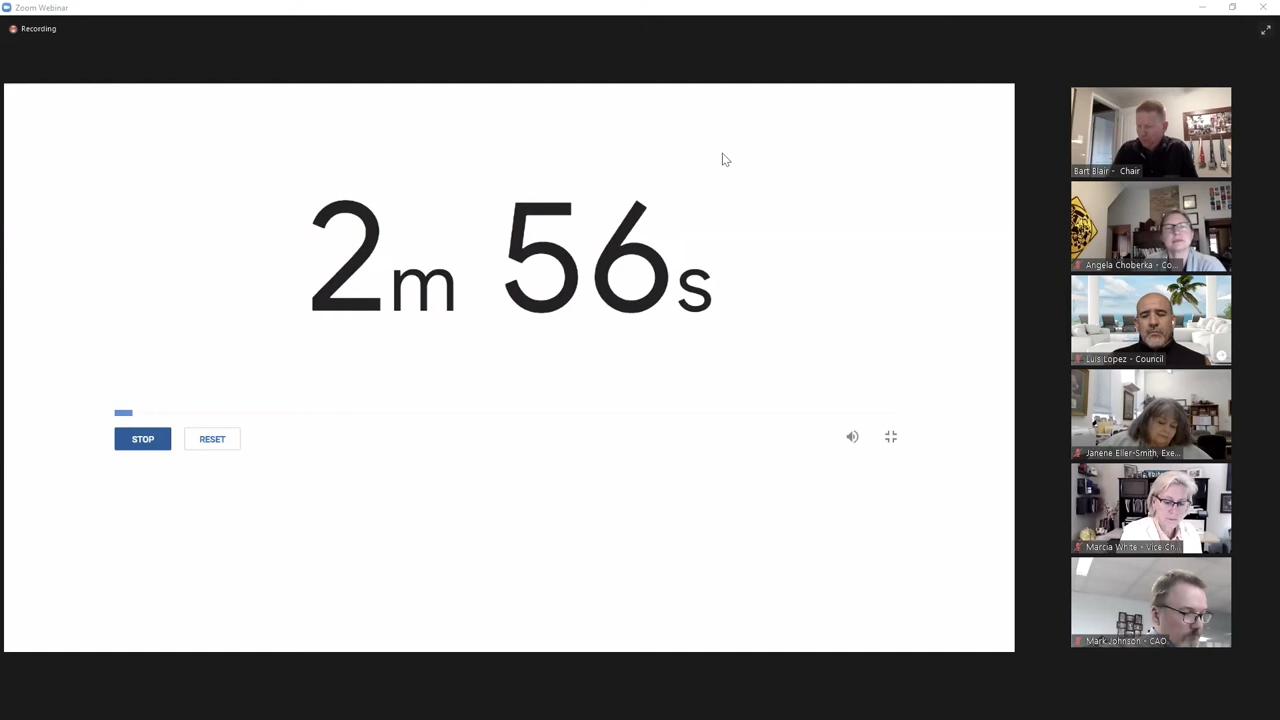 Zoom Webinar
Recording
2m 56s
STOP
RESET
Bart Blair - Chair
Angela Choberka - Co...
Luis Lopez - Council
Janene Eller-Smith, Exe...
Marcia White - Vice Ch...
Mark Johnson - CAO